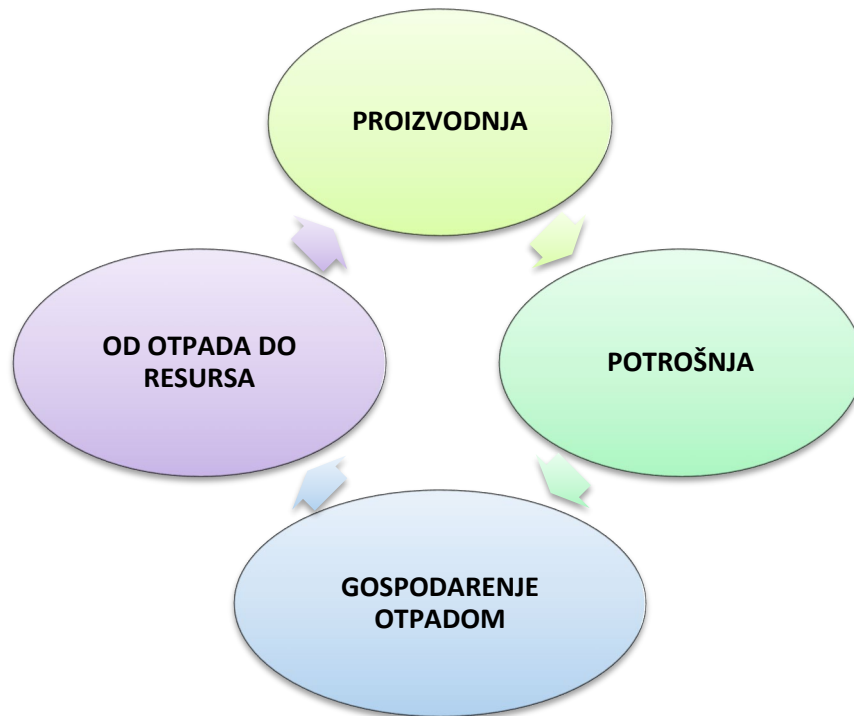 PROIZVODNJA
OD OTPADA DO
RESURSA
POTROŠNJA
GOSPODARENJE
OTPADOM